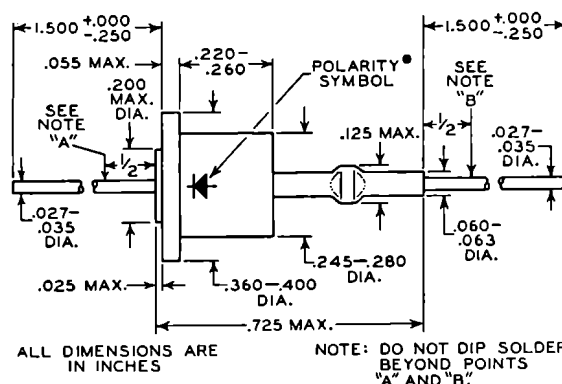 1.500 +.000 -.250
1.500 +.000 -.250
.220-.260
.055 MAX.
POLARITY SYMBOL
.200 MAX. DIA.
SEE NOTE "A"
SEE NOTE "B"
.125 MAX.
1/2
1/2
.027-.035 DIA.
.027-.035 DIA.
.060-.063 DIA.
.245-.280 DIA.
.025 MAX.
.360-.400 DIA.
.725 MAX.
ALL DIMENSIONS ARE
IN INCHES
NOTE: DO NOT DIP SOLDER
BEYOND POINTS
"A" AND "B".